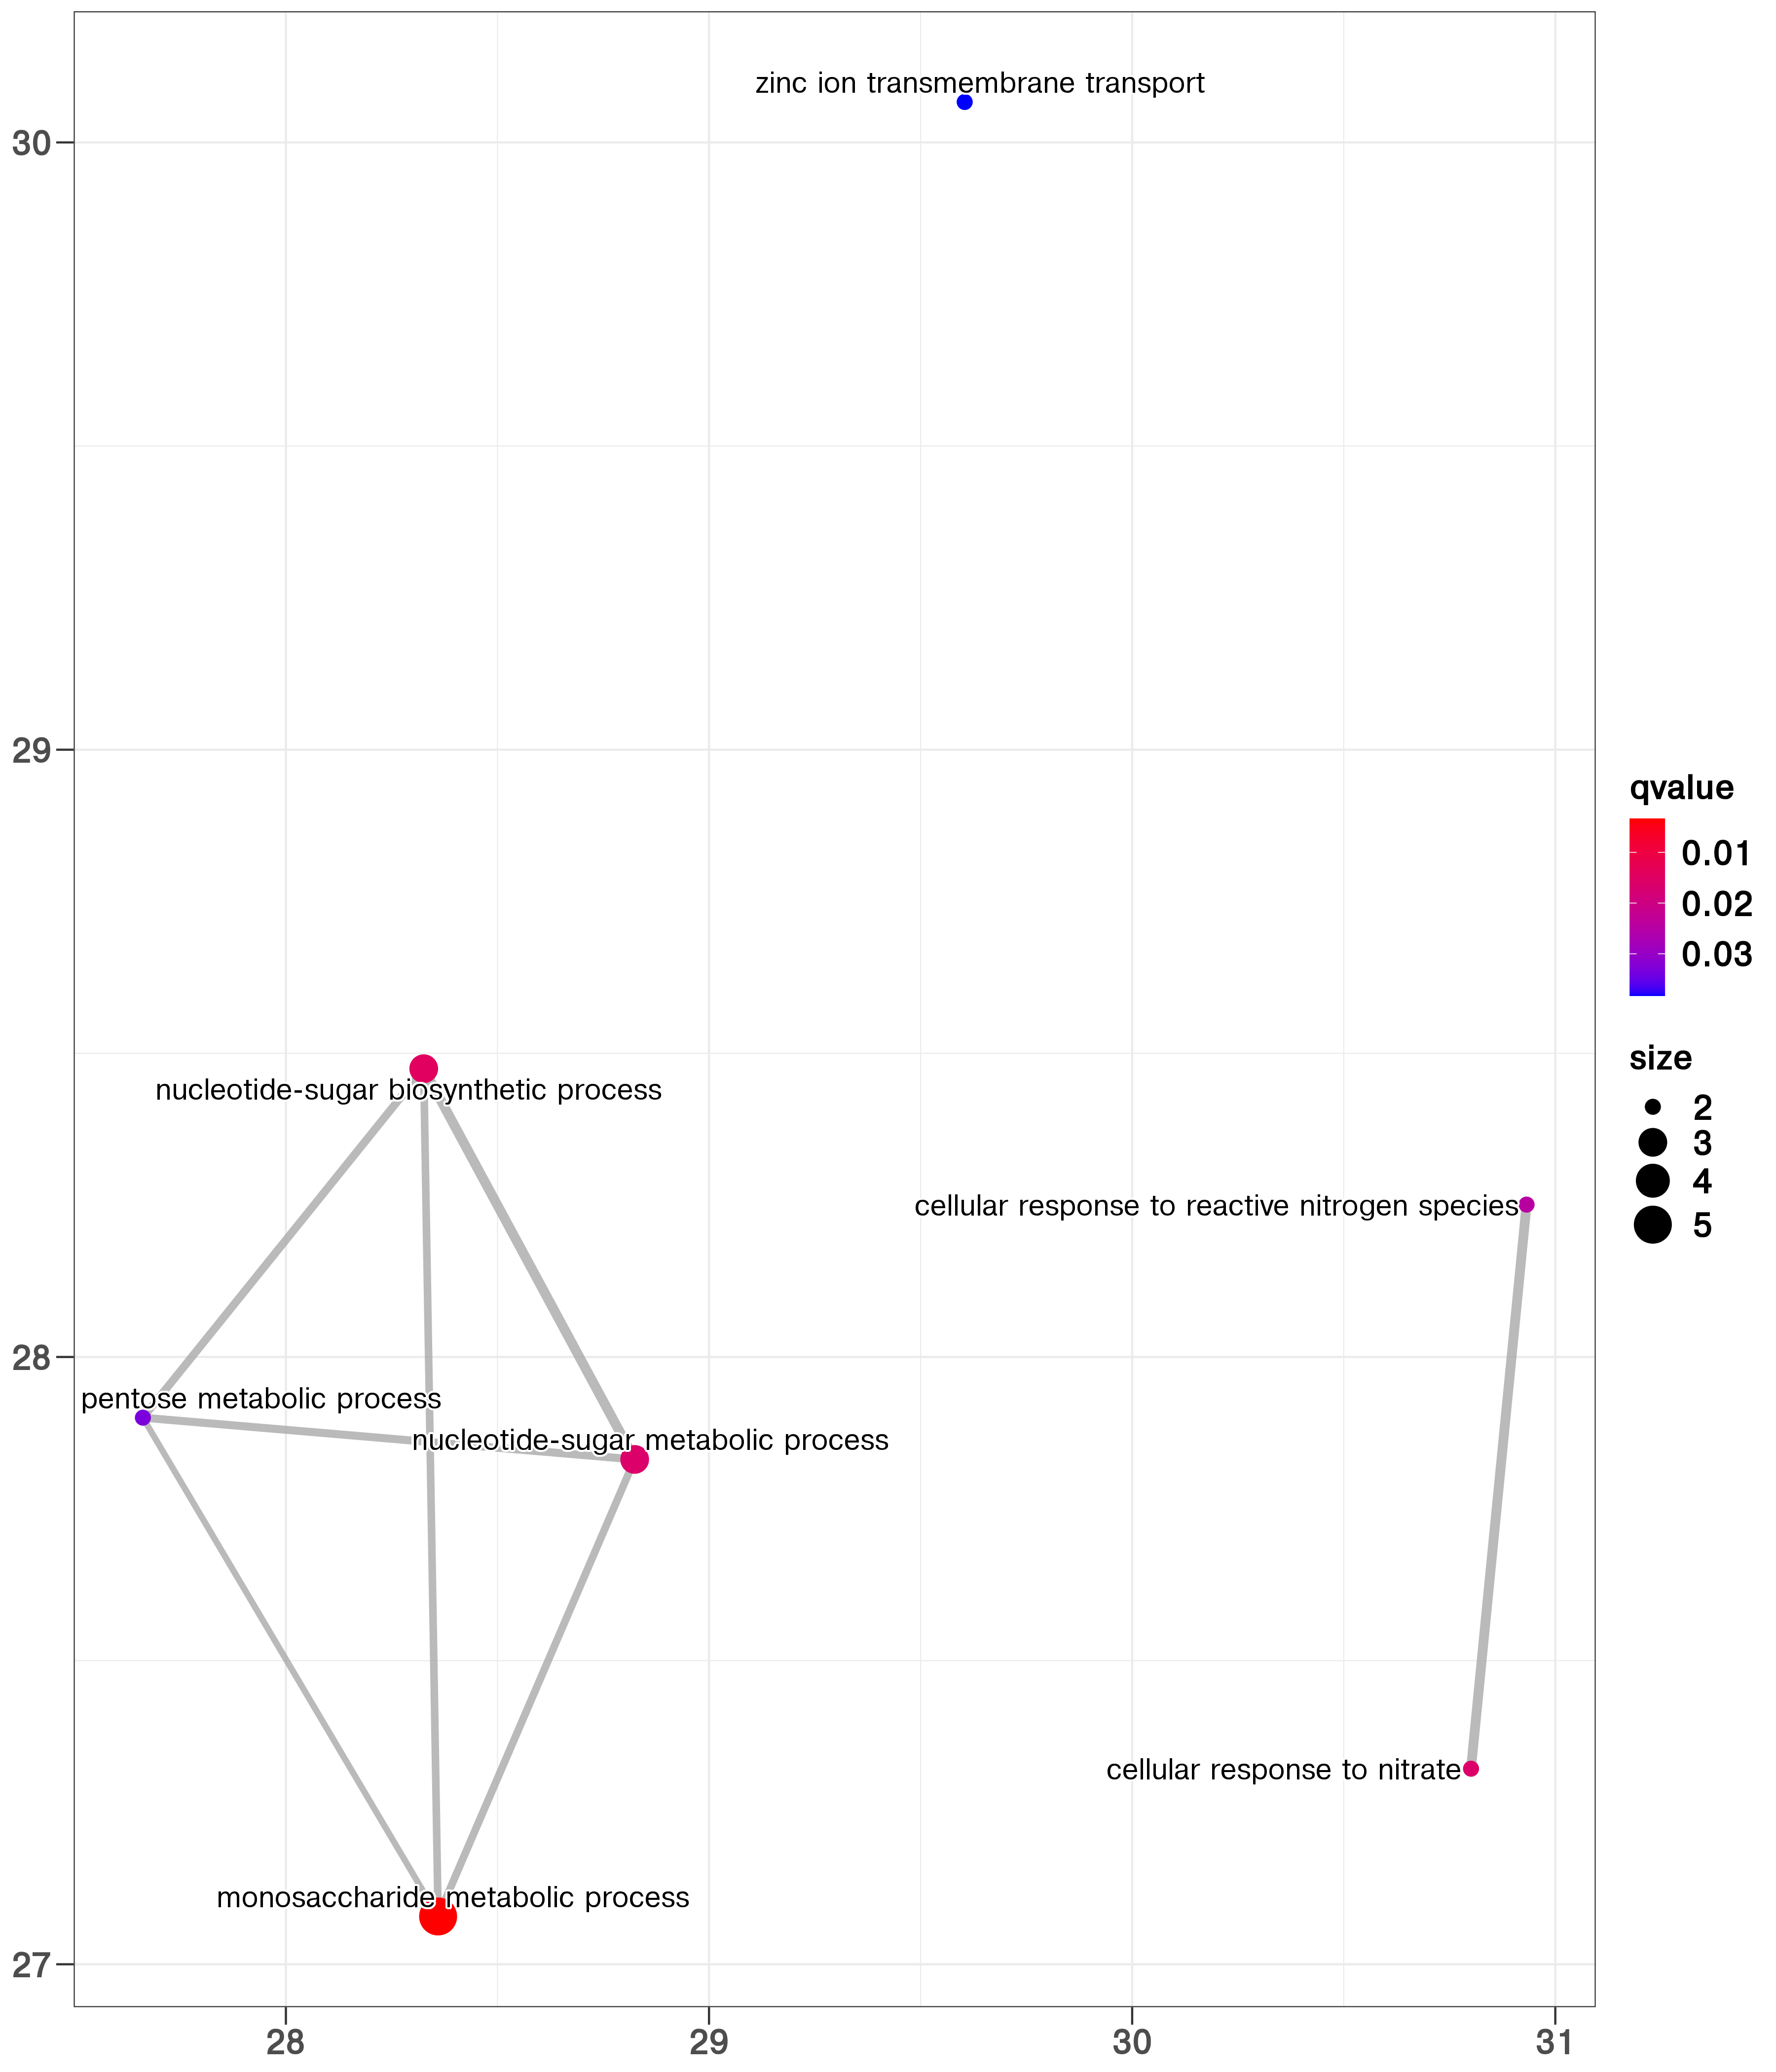 zinc ion transmembrane transport
30
29
qvalue
0.01
0.02
0.03
size
2
3
4
5
nucleotide-sugar biosynthetic process
cellular response to reactive nitrogen species
28
pentose metabolic process
nucleotide-sugar metabolic process
cellular response to nitrate
monosaccharide metabolic process
27
28
29
30
31